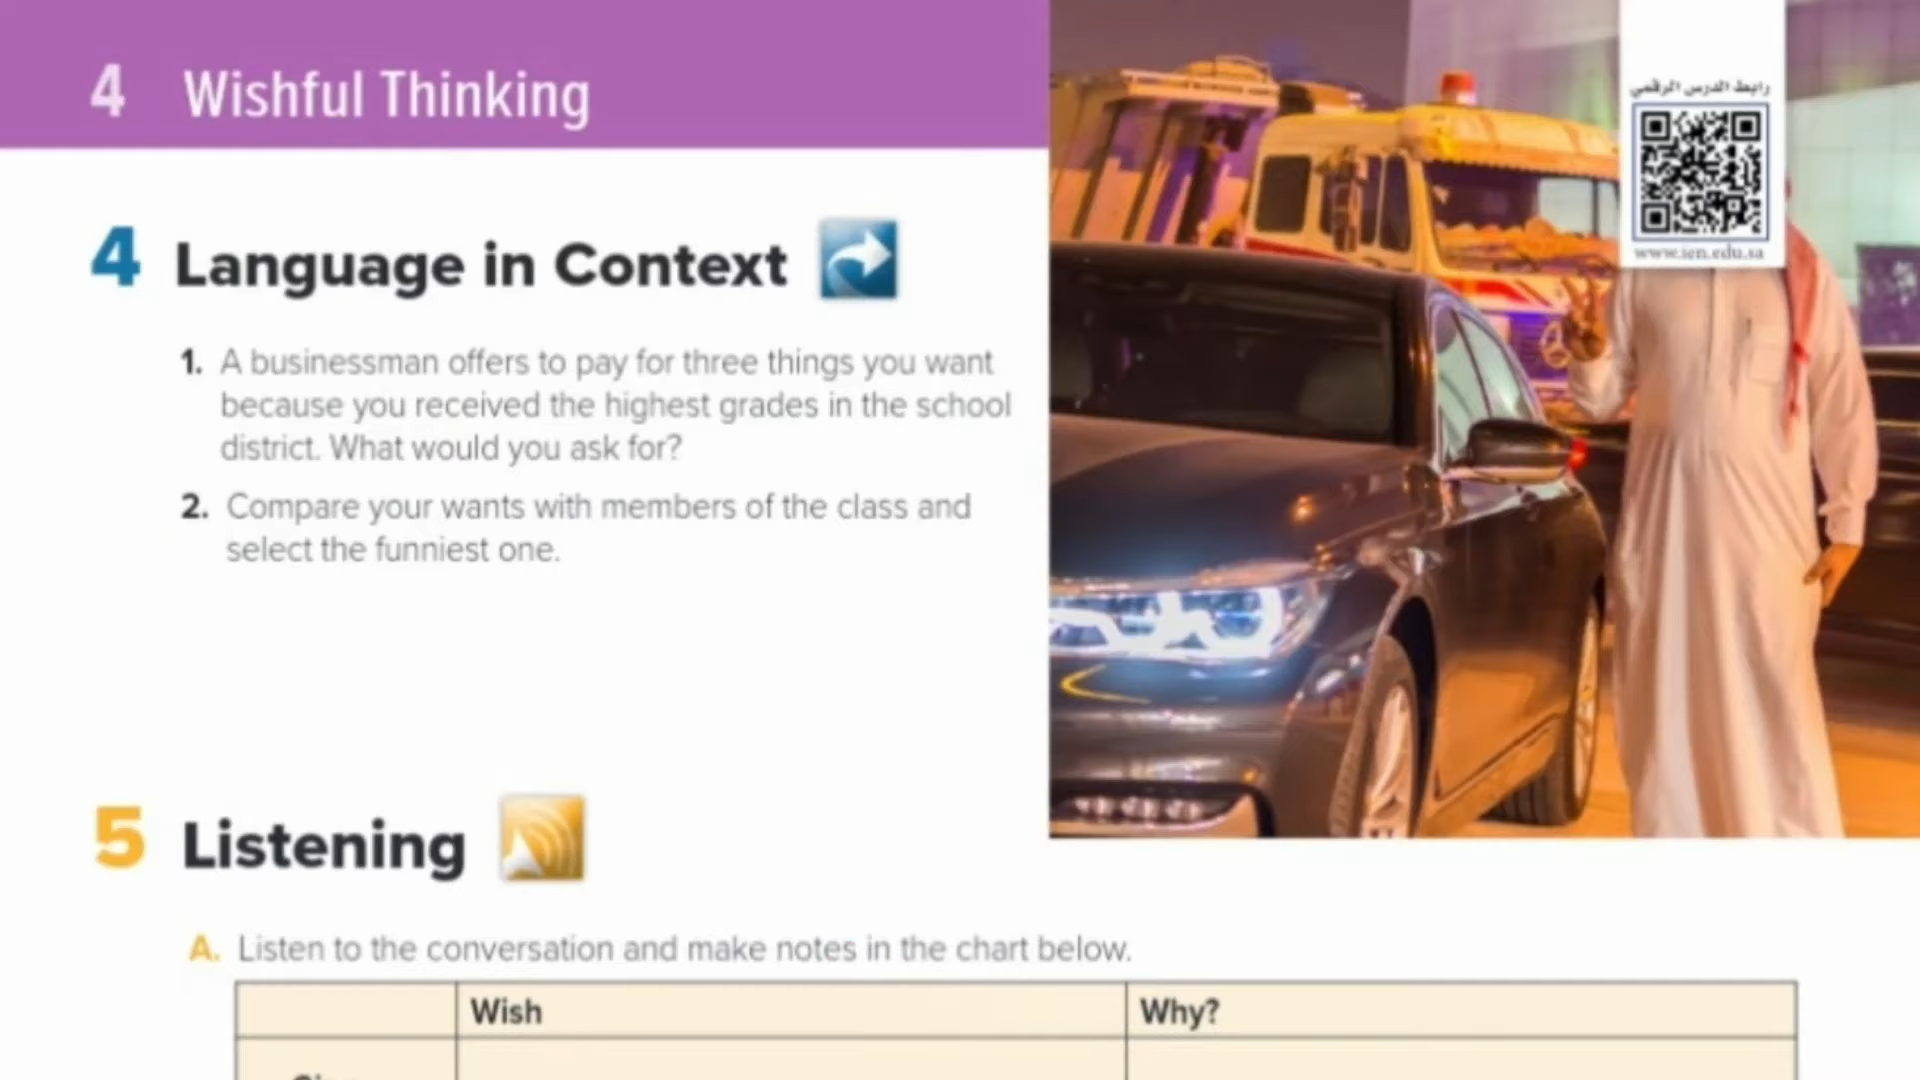 4 Wishful Thinking
رابط الدرس الرقمي
www.ien.edu.sa
4 Language in Context
1. A businessman offers to pay for three things you want
because you received the highest grades in the school
district. What would you ask for?
2. Compare your wants with members of the class and
select the funniest one.
5 Listening
A. Listen to the conversation and make notes in the chart below.
Wish
Why?